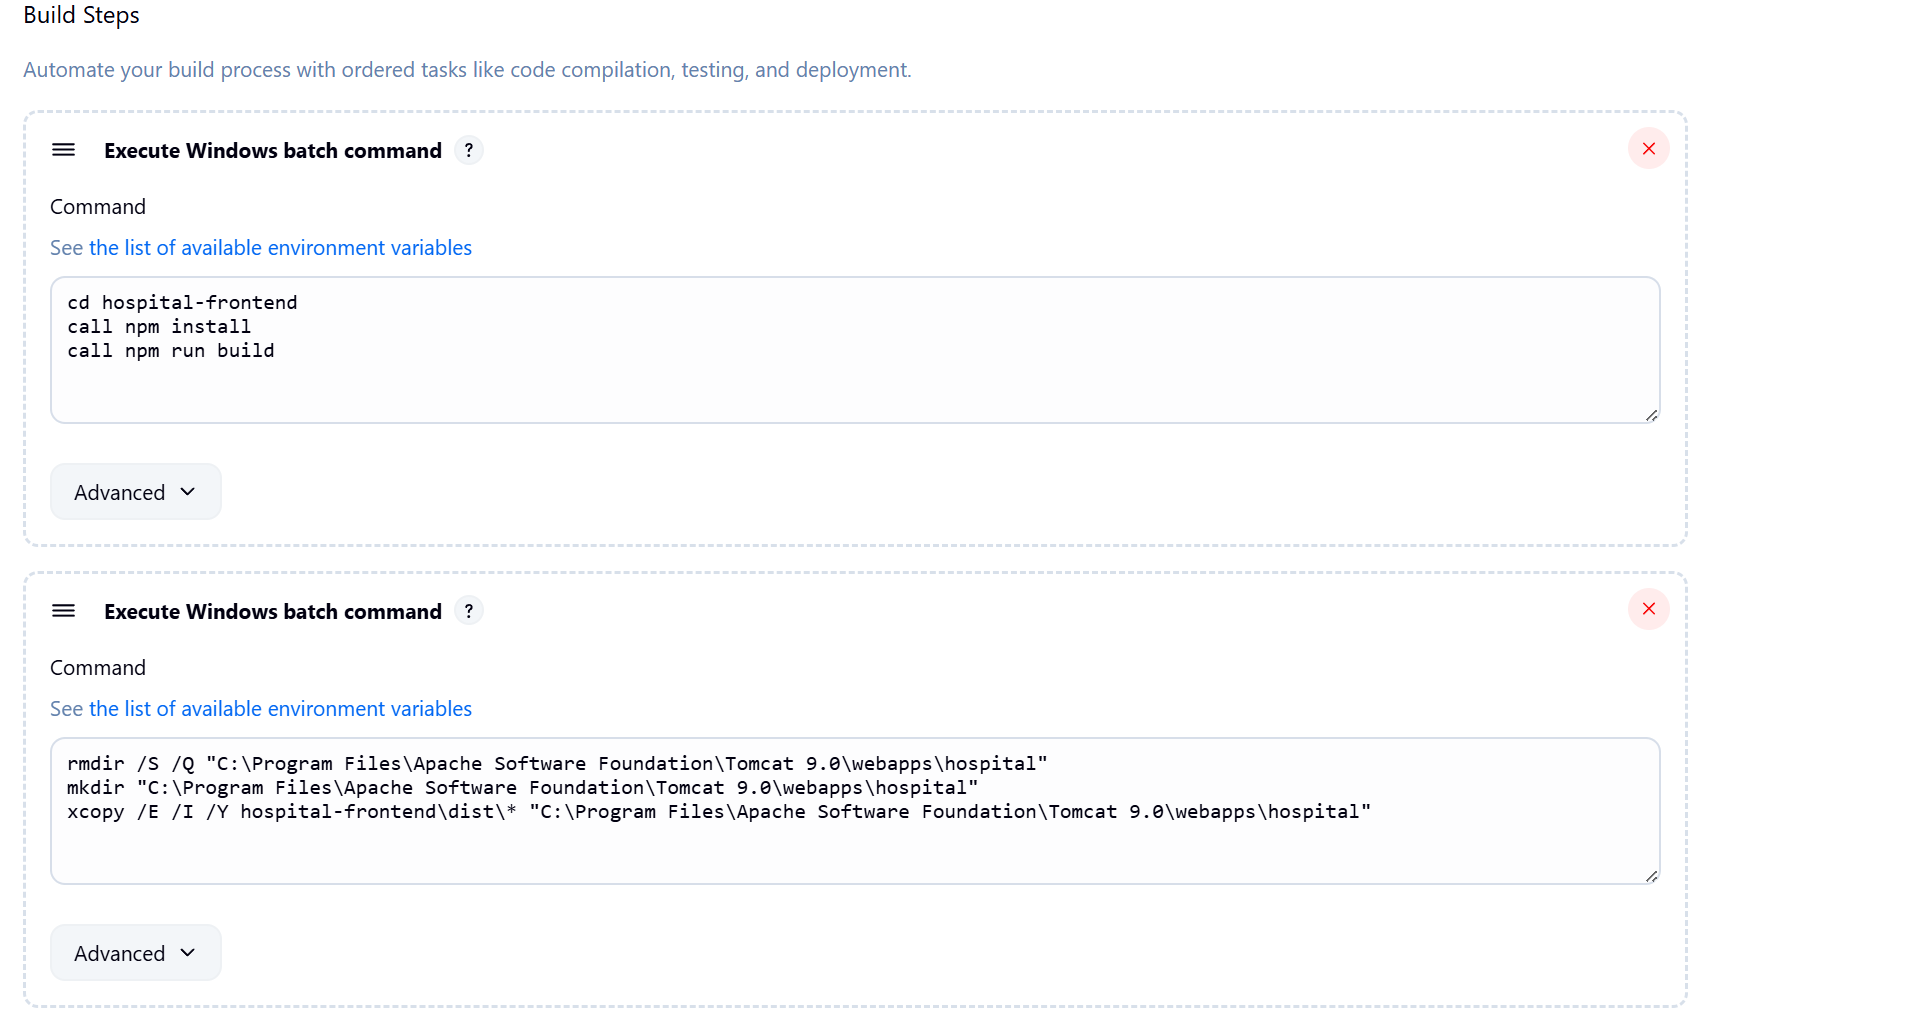 Build Steps
Automate your build process with ordered tasks like code compilation, testing, and deployment.
Execute Windows batch command ?
Command
See the list of available environment variables
cd hospital-frontend
call npm install
call npm run build
Advanced
Execute Windows batch command ?
Command
See the list of available environment variables
rmdir /S /Q "C:\Program Files\Apache Software Foundation\Tomcat 9.0\webapps\hospital"
mkdir "C:\Program Files\Apache Software Foundation\Tomcat 9.0\webapps\hospital"
xcopy /E /I /Y hospital-frontend\dist\* "C:\Program Files\Apache Software Foundation\Tomcat 9.0\webapps\hospital"
Advanced